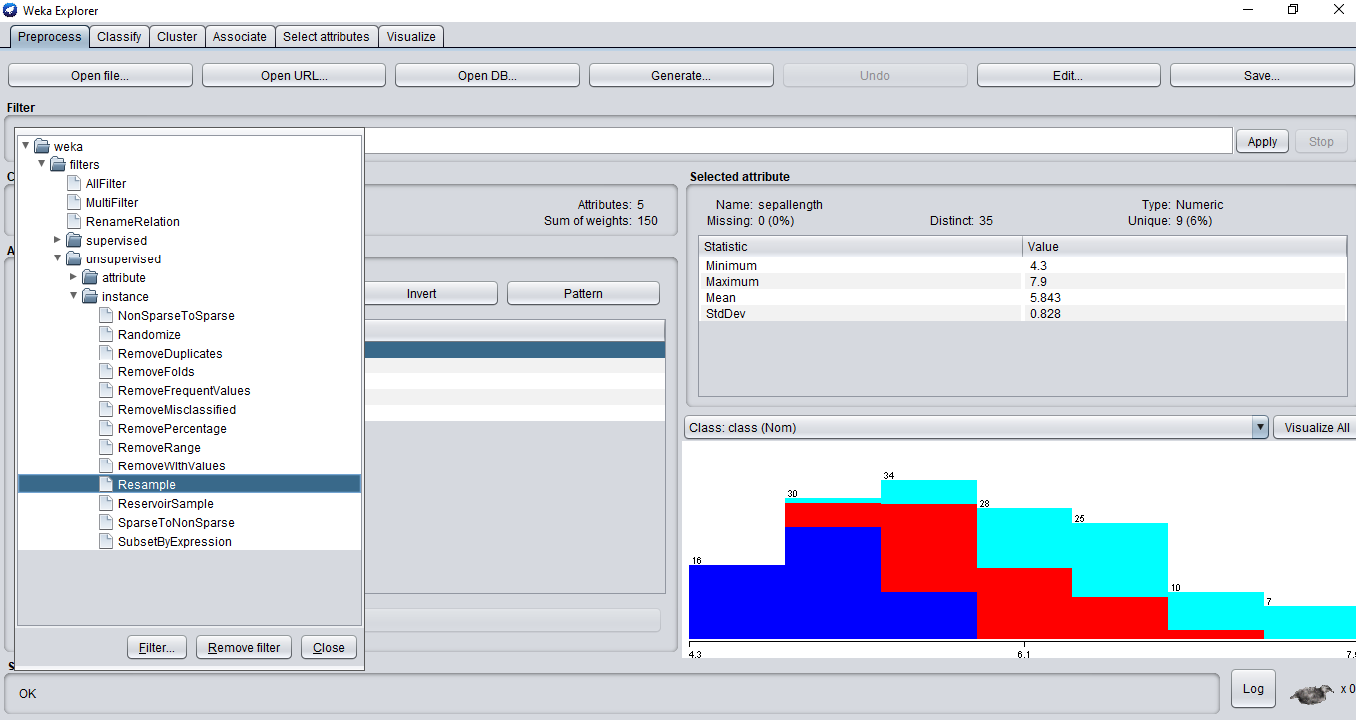 Weka Explorer
Preprocess Classify Cluster Associate Select attributes Visualize
Open file... Open URL... Open DB... Generate... Undo Edit... Save...
Filter
Apply Stop
weka
filters
AllFilter
MultiFilter
RenameRelation
supervised
unsupervised
attribute
instance
NonSparseToSparse
Randomize
RemoveDuplicates
RemoveFolds
RemoveFrequentValues
RemoveMisclassified
RemovePercentage
RemoveRange
RemoveWithValues
Resample
ReservoirSample
SparseToNonSparse
SubsetByExpression
Filter... Remove filter Close
Attributes: 5
Sum of weights: 150
Invert Pattern
Selected attribute
Name: sepallength Type: Numeric
Missing: 0 (0%) Distinct: 35 Unique: 9 (6%)
Statistic Value
Minimum 4.3
Maximum 7.9
Mean 5.843
StdDev 0.828
Class: class (Nom) Visualize All
16 30 34 28 25 10 7
4.3 6.1
OK
Log x 0